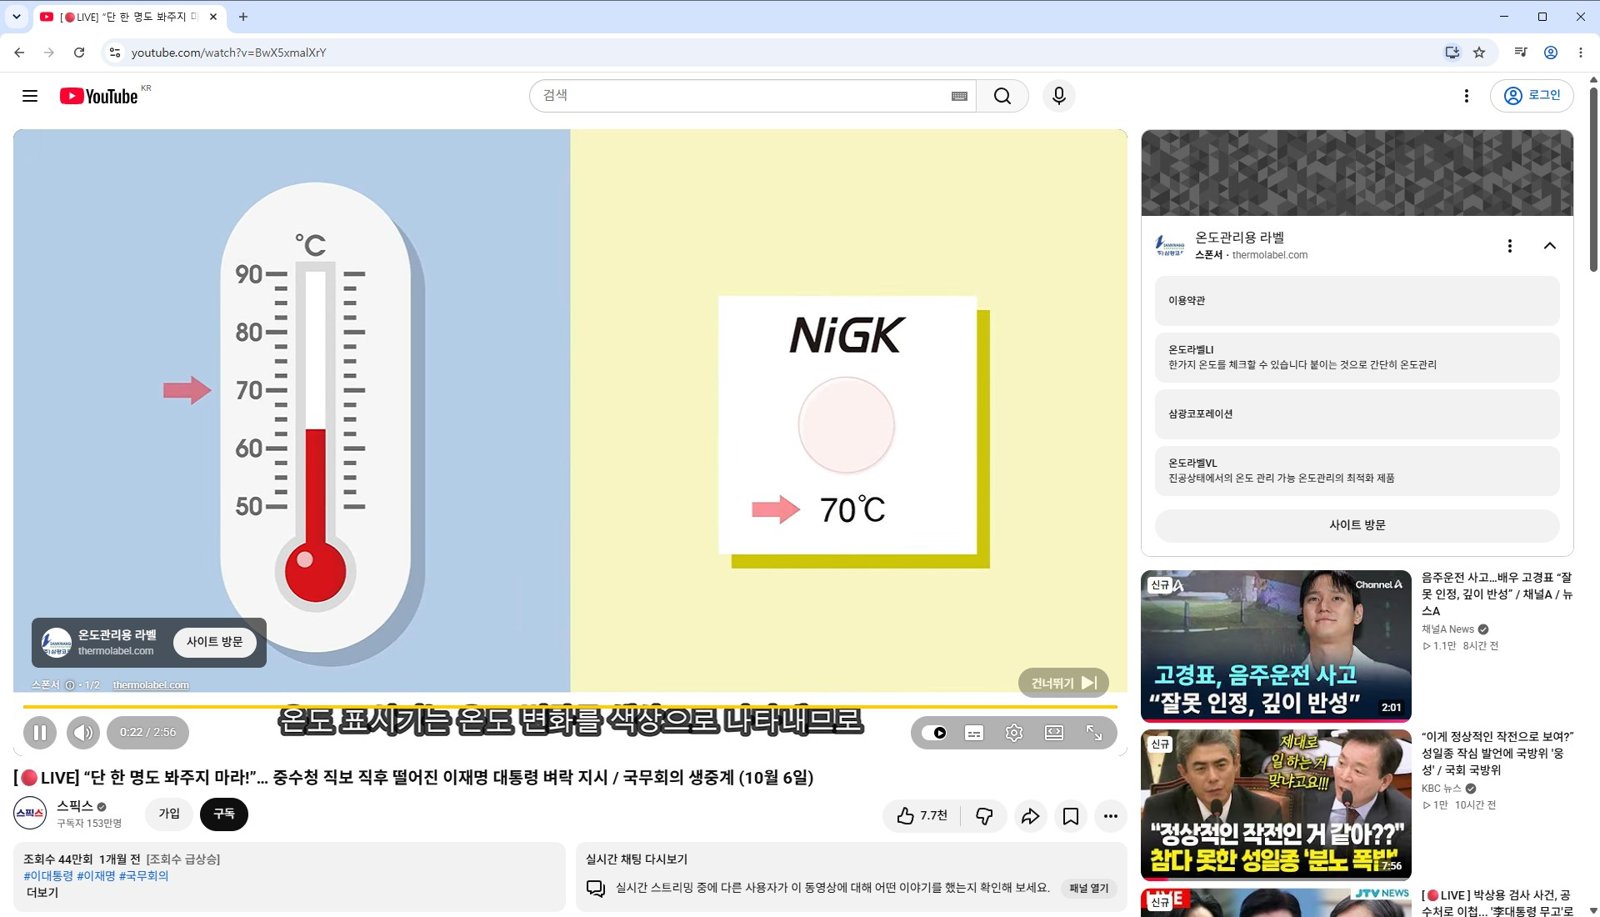 [🔴LIVE] “단 한 명도 봐주지 마
youtube.com/watch?v=BwX5xmalXrY
YouTube KR
검색
로그인
°C
90
80
70
60
50
NiGK
70℃
온도관리용 라벨
thermolabel.com
사이트 방문
스폰서 · 1/2 thermolabel.com
건너뛰기
온도 표시기는 온도 변화를 색상으로 나타내므로
0:22 / 2:56
[🔴LIVE] “단 한 명도 봐주지 마라!”... 중수청 직보 직후 떨어진 이재명 대통령 벼락 지시 / 국무회의 생중계 (10월 6일)
스픽스
스픽스
구독자 153만명
가입
구독
7.7천
조회수 44만회 1개월 전 [조회수 급상승]
#이대통령 #이재명 #국무회의
더보기
실시간 채팅 다시보기
실시간 스트리밍 중에 다른 사용자가 이 동영상에 대해 어떤 이야기를 했는지 확인해 보세요.
패널 열기
온도관리용 라벨
스폰서 · thermolabel.com
이용약관
온도라벨LI
한가지 온도를 체크할 수 있습니다 붙이는 것으로 간단히 온도관리
삼광코포레이션
온도라벨VL
진공상태에서의 온도 관리 가능 온도관리의 최적화 제품
사이트 방문
신규
Channel A
고경표, 음주운전 사고
“잘못 인정, 깊이 반성”
2:01
음주운전 사고...배우 고경표 “잘
못 인정, 깊이 반성” / 채널A / 뉴
스A
채널A News
1.1만 8시간 전
신규
제대로
일 하는 거
맞냐고요!!!
“정상적인 작전인 거 같아??”
참다 못한 성일종 ‘분노 폭발’
7:56
“이게 정상적인 작전으로 보여?”
성일종 작심 발언에 국방위 '웅
성' / 국회 국방위
KBC 뉴스
1만 10시간 전
신규
LIVE
JTV NEWS
[🔴LIVE] 박상용 검사 사건, 공
수처로 이첩... '李대통령 무고'로